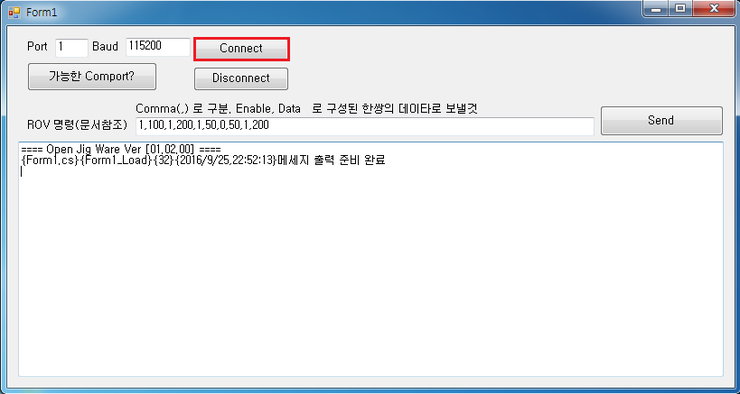 Form1
Port 1 Baud 115200 Connect
가능한 Comport? Disconnect
Comma(,) 로 구분, Enable, Data 로 구성된 한쌍의 데이타로 보낼것
ROV 명령(문서참조) 1,100,1,200,1,50,0,50,1,200 Send
==== Open Jig Ware Ver [01,02,00] ====
{Form1.cs}{Form1_Load}{32}{2016/9/25,22:52:13}메세지 출력 준비 완료